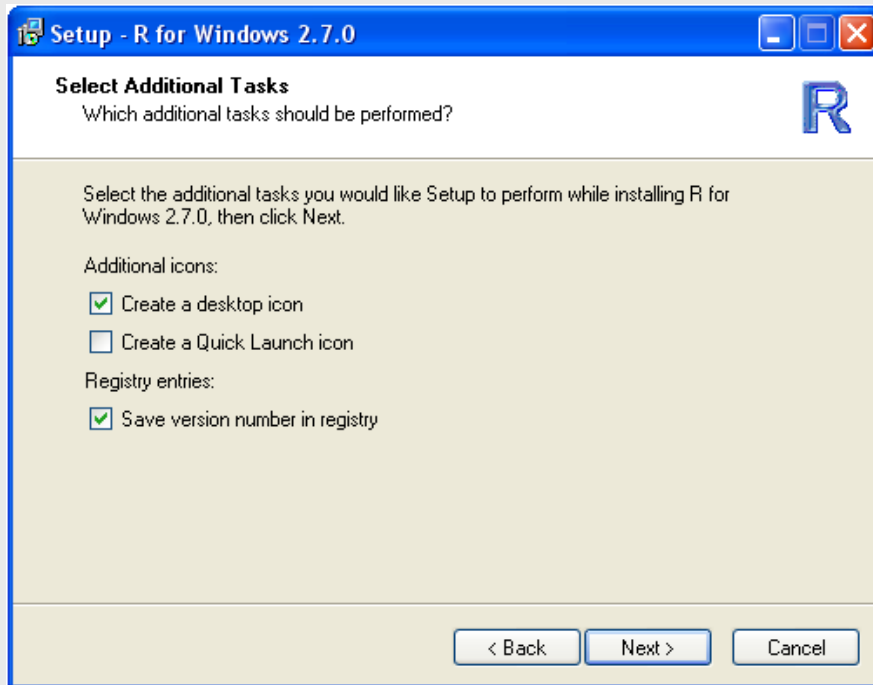 Setup - R for Windows 2.7.0
Select Additional Tasks
Which additional tasks should be performed?
R
Select the additional tasks you would like Setup to perform while installing R for
Windows 2.7.0, then click Next.
Additional icons:
Create a desktop icon
Create a Quick Launch icon
Registry entries:
Save version number in registry
< Back
Next >
Cancel